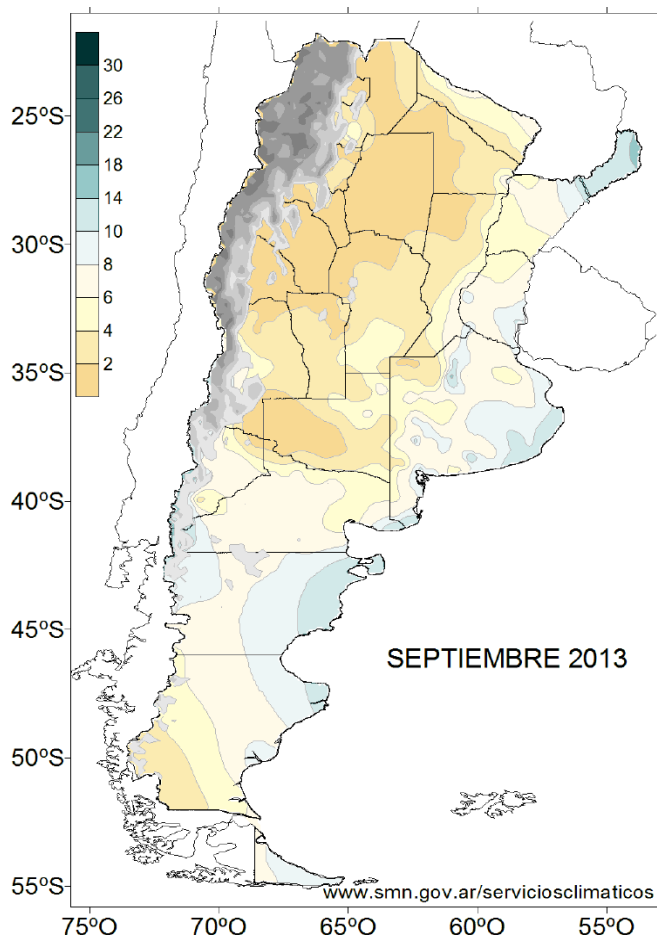 30
26
22
18
14
10
8
6
4
2
25ºS
30ºS
35ºS
40ºS
45ºS
50ºS
55ºS
SEPTIEMBRE 2013
www.smn.gov.ar/serviciosclimaticos
75ºO 70ºO 65ºO 60ºO 55ºO